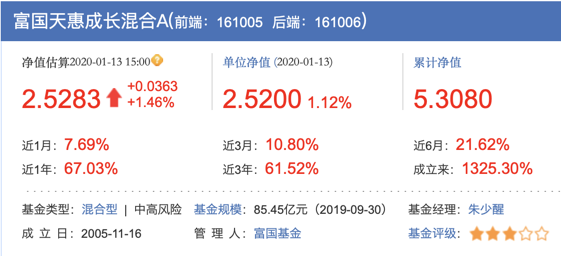 富国天惠成长混合A(前端：161005 后端：161006)
净值估算2020-01-13 15:00 单位净值 (2020-01-13) 累计净值
2.5283 +0.0363 +1.46% 2.5200 1.12% 5.3080
近1月：7.69% 近3月：10.80% 近6月：21.62%
近1年：67.03% 近3年：61.52% 成立来：1325.30%
基金类型：混合型 | 中高风险 基金规模：85.45亿元（2019-09-30） 基金经理：朱少醒
成 立 日：2005-11-16 管 理 人：富国基金 基金评级：